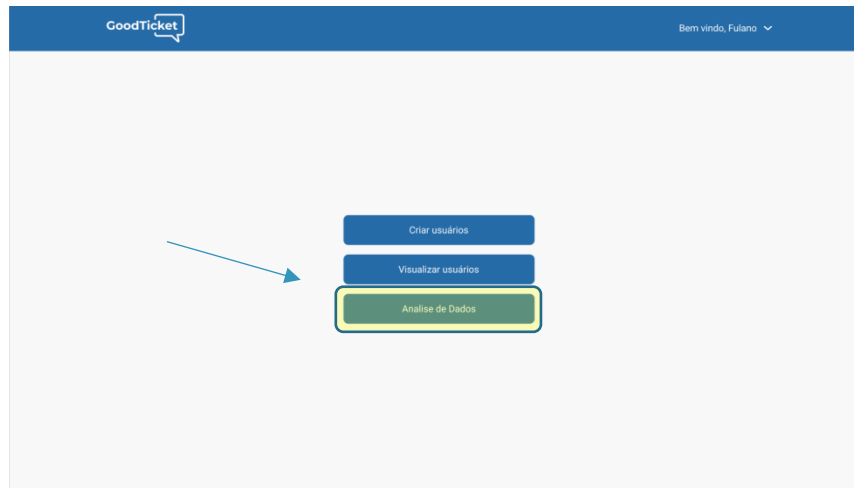 GoodTicket
Bem vindo, Fulano
Criar usuários
Visualizar usuários
Analise de Dados